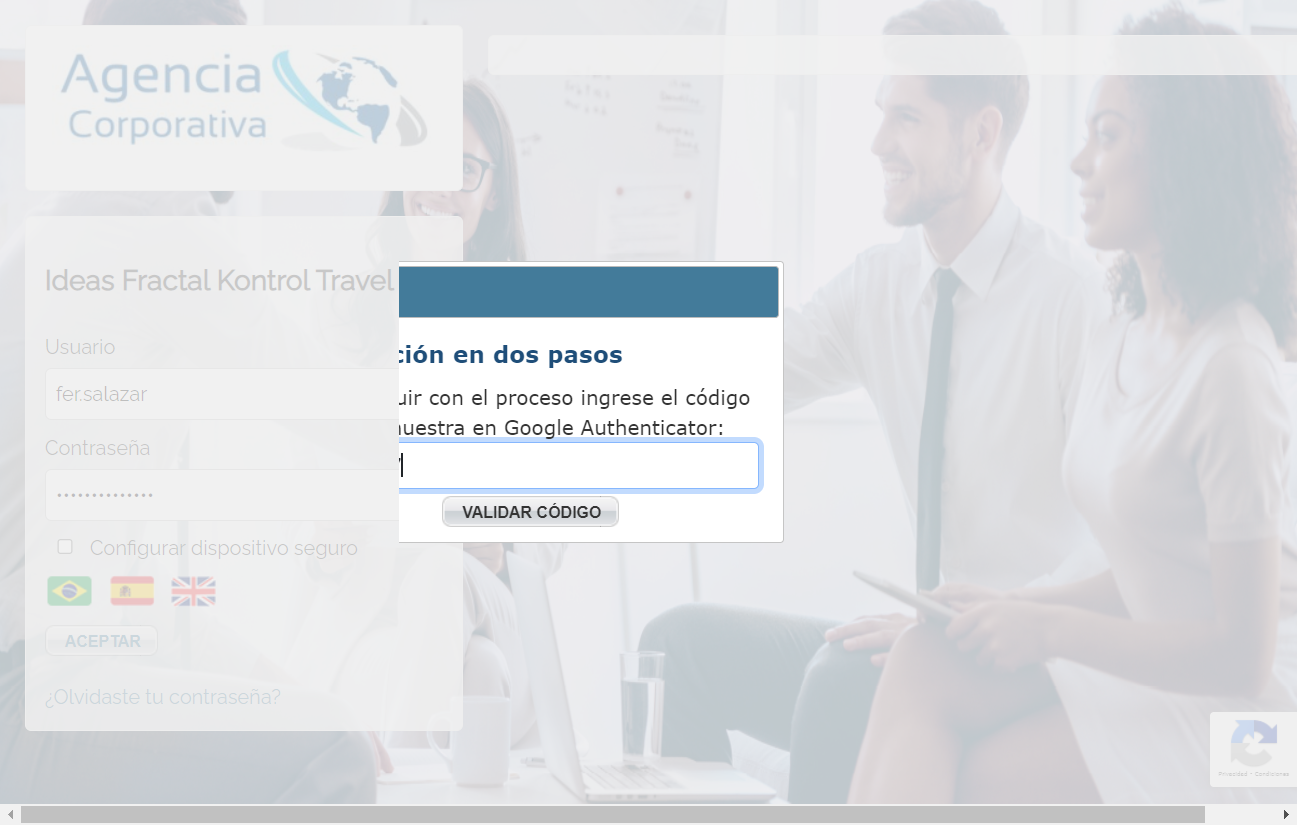 Agencia
Corporativa
Ideas Fractal Kontrol Travel
Usuario
fer.salazar
Contraseña
••••••••••••••
Configurar dispositivo seguro
ACEPTAR
¿Olvidaste tu contraseña?
ción en dos pasos
uir con el proceso ingrese el código
nuestra en Google Authenticator:
VALIDAR CÓDIGO
Privacidad - Condiciones